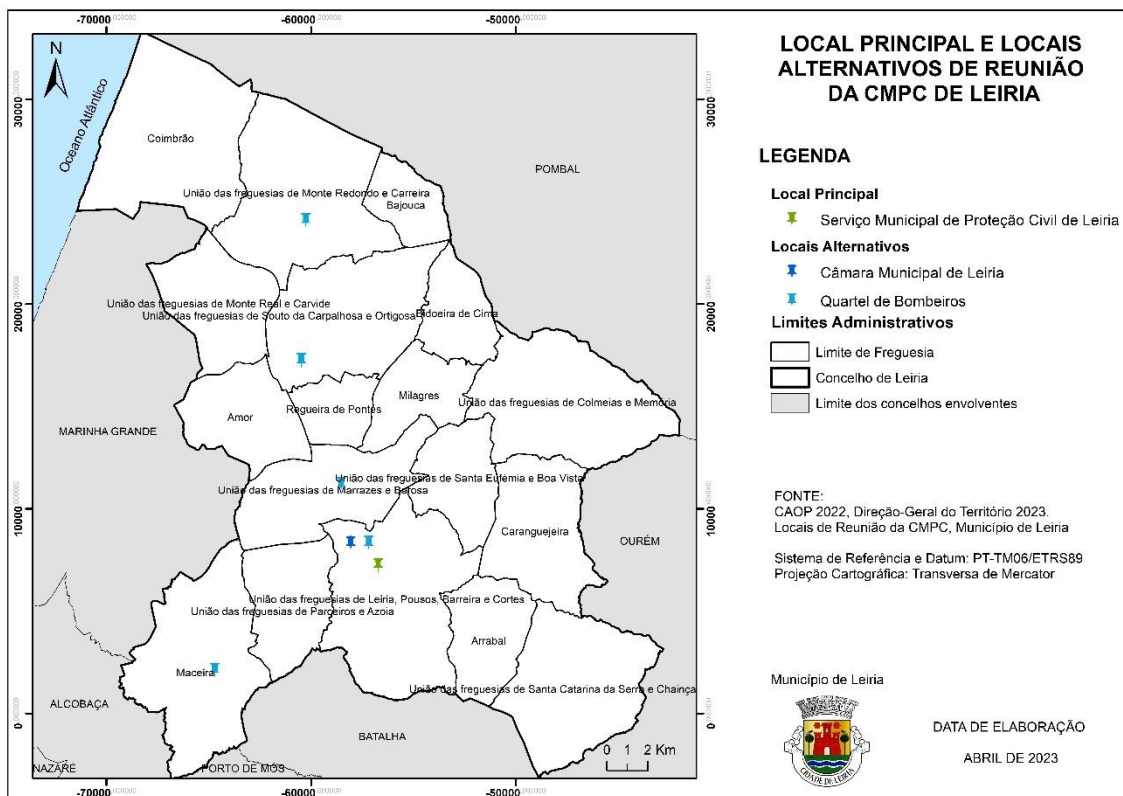 -70000
-60000
-50000
N
Oceano Atlântico
30000
20000
10000
0
30000
20000
10000
0
POMBAL
Coimbrão
União das freguesias de Monte Redondo e Carreira
Bajouca
União das freguesias de Monte Real e Carvide
União das freguesias de Souto da Carpalhosa e Ortigosa
Bidoeira de Cima
Milagres
União das freguesias de Colmeias e Memória
Amor
Regueira de Pontes
MARINHA GRANDE
União das freguesias de Santa Eufémia e Boa Vista
União das freguesias de Marrazes e Barosa
Caranguejeira
OURÉM
União das freguesias de Leiria, Pousos, Barreira e Cortes
União das freguesias de Parceiros e Azoia
Arrabal
Maceira
União das freguesias de Santa Catarina da Serra e Chainça
ALCOBAÇA
BATALHA
0 1 2 Km
NAZARÉ
PORTO DE MÓS
-70000
-60000
-50000
LOCAL PRINCIPAL E LOCAIS
ALTERNATIVOS DE REUNIÃO
DA CMPC DE LEIRIA
LEGENDA
Local Principal
Serviço Municipal de Proteção Civil de Leiria
Locais Alternativos
Câmara Municipal de Leiria
Quartel de Bombeiros
Limites Administrativos
Limite de Freguesia
Concelho de Leiria
Limite dos concelhos envolventes
FONTE:
CAOP 2022, Direção-Geral do Território 2023.
Locais de Reunião da CMPC, Município de Leiria
Sistema de Referência e Datum: PT-TM06/ETRS89
Projeção Cartográfica: Transversa de Mercator
Município de Leiria
CIDADE DE LEIRIA
DATA DE ELABORAÇÃO
ABRIL DE 2023